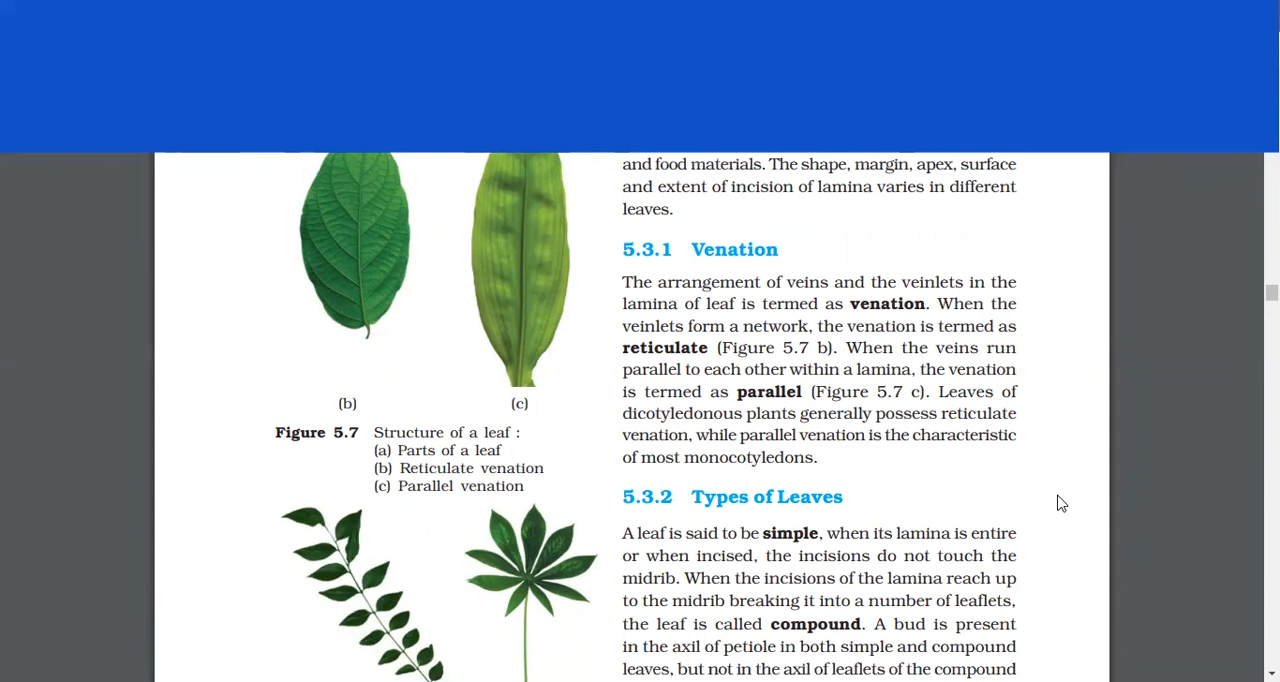 and food materials. The shape, margin, apex, surface
and extent of incision of lamina varies in different
leaves.
5.3.1 Venation
The arrangement of veins and the veinlets in the
lamina of leaf is termed as venation. When the
veinlets form a network, the venation is termed as
reticulate (Figure 5.7 b). When the veins run
parallel to each other within a lamina, the venation
is termed as parallel (Figure 5.7 c). Leaves of
dicotyledonous plants generally possess reticulate
venation, while parallel venation is the characteristic
of most monocotyledons.
5.3.2 Types of Leaves
A leaf is said to be simple, when its lamina is entire
or when incised, the incisions do not touch the
midrib. When the incisions of the lamina reach up
to the midrib breaking it into a number of leaflets,
the leaf is called compound. A bud is present
in the axil of petiole in both simple and compound
leaves, but not in the axil of leaflets of the compound
(b) (c)
Figure 5.7 Structure of a leaf :
(a) Parts of a leaf
(b) Reticulate venation
(c) Parallel venation